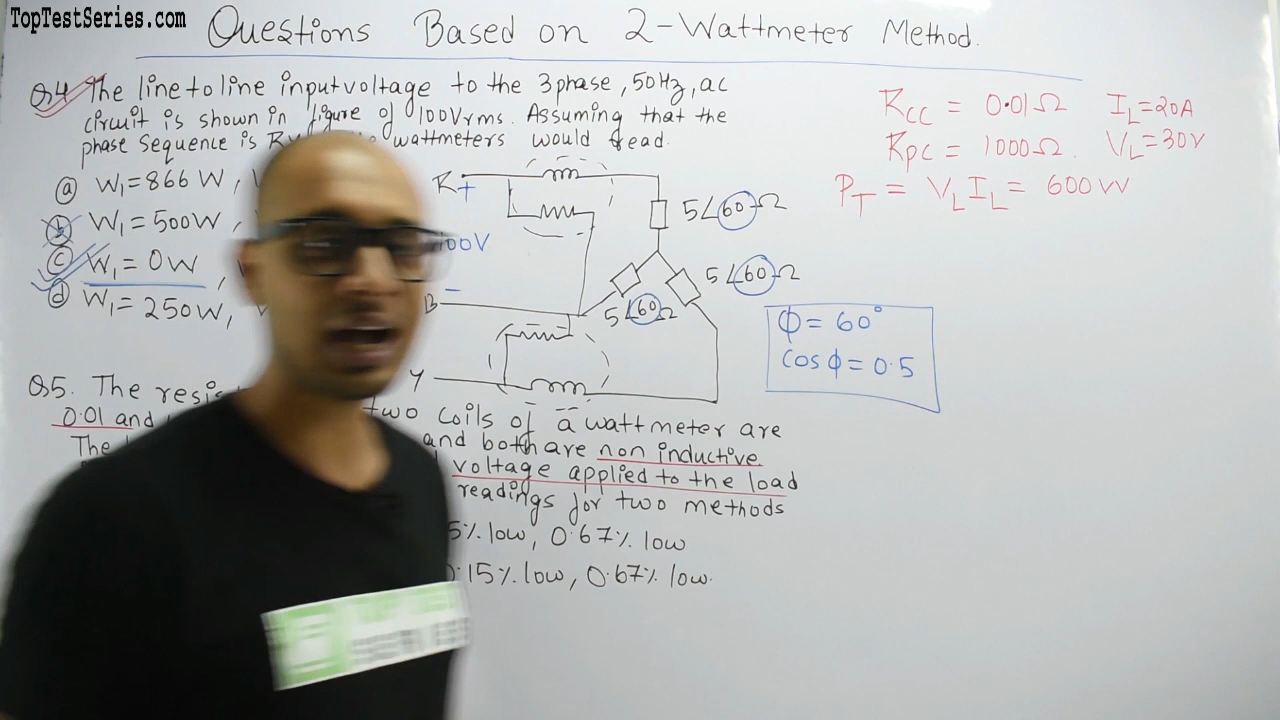 TopTestSeries.com
Questions Based on 2-Wattmeter Method.
Q4 The line to line input voltage to the 3 phase, 50Hz, ac
circuit is shown in figure of 100Vrms. Assuming that the
phase sequence is wattmeters would read.
(a) W1 = 866 W,
(b) W1 = 500W,
(c) W1 = 0W,
(d) W1 = 250W,
R +
100V
B -
Y
5∠60 Ω
5∠60 Ω
5∠60 Ω
Φ = 60°
cos Φ = 0.5
RCC = 0.01Ω IL = 20A
RPC = 1000Ω. VL = 30V
PT = VL IL = 600 W
Q5. The two coils of a wattmeter are
0.01 and and both are non inductive
The voltage applied to the load
readings for two methods
5% low, 0.67% low
0.15% low, 0.67% low.